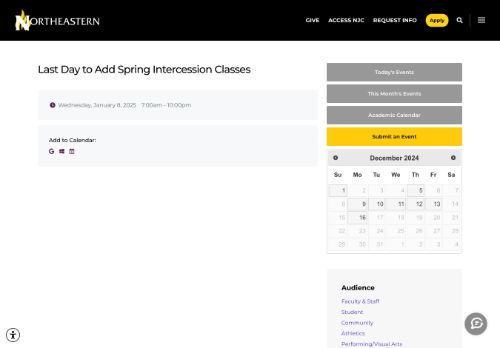 NORTHEASTERN
GIVE ACCESS NJC REQUEST INFO Apply
Last Day to Add Spring Intercession Classes
Wednesday, January 8, 2025 7:00am - 10:00pm
Add to Calendar:
Today's Events
This Month's Events
Academic Calendar
Submit an Event
December 2024
Su Mo Tu We Th Fr Sa
1 2 3 4 5 6 7
8 9 10 11 12 13 14
15 16 17 18 19 20 21
22 23 24 25 26 27 28
29 30 31 1 2 3 4
Audience
Faculty & Staff
Student
Community
Athletics
Performing/Visual Arts